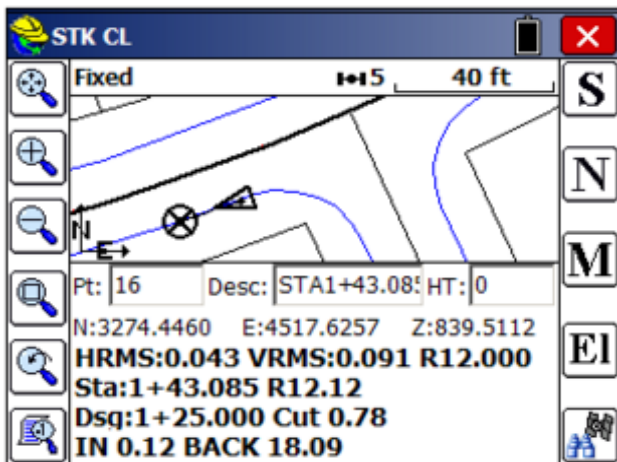 STK CL
Fixed 5 40 ft
S
N
M
El
N
E
Pt: 16 Desc: STA1+43.085 HT: 0
N:3274.4460 E:4517.6257 Z:839.5112
HRMS:0.043 VRMS:0.091 R12.000
Sta:1+43.085 R12.12
Dsg:1+25.000 Cut 0.78
IN 0.12 BACK 18.09